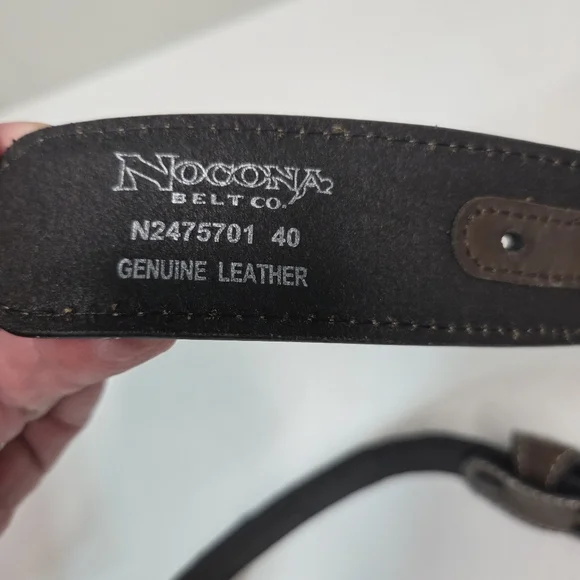 NOCONA
BELT CO.
N2475701 40
GENUINE LEATHER